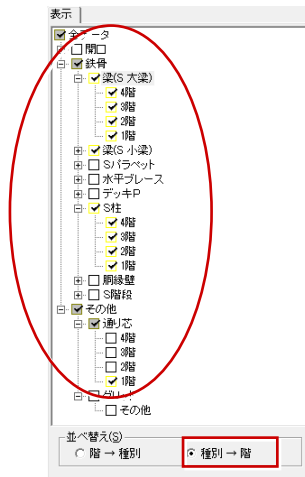 表示
全データ
開口
鉄骨
梁(S 大梁)
4階
3階
2階
1階
梁(S 小梁)
Sパラペット
水平ブレース
デッキP
S柱
4階
3階
2階
1階
胴縁壁
S階段
その他
通り芯
4階
3階
2階
1階
グリッド
その他
並べ替え(S)
階 → 種別
種別 → 階